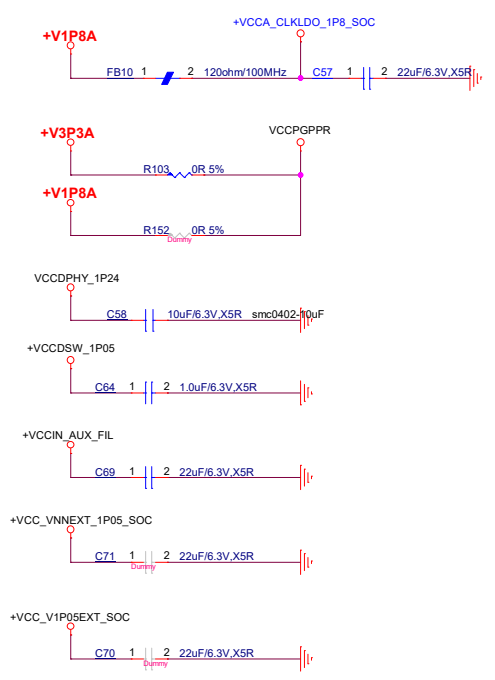 +VCCA_CLKLDO_1P8_SOC
+V1P8A
FB10 1 2 120ohm/100MHz C57 1 2 22uF/6.3V,X5R
+V3P3A VCCPGPPR
R103 0R 5%
+V1P8A
R152 0R 5%
Dummy
VCCDPHY_1P24
C58 10uF/6.3V,X5R smc0402-10uF
+VCCDSW_1P05
C64 1 2 1.0uF/6.3V,X5R
+VCCIN_AUX_FIL
C69 1 2 22uF/6.3V,X5R
+VCC_VNNEXT_1P05_SOC
C71 1 2 22uF/6.3V,X5R
Dummy
+VCC_V1P05EXT_SOC
C70 1 2 22uF/6.3V,X5R
Dummy